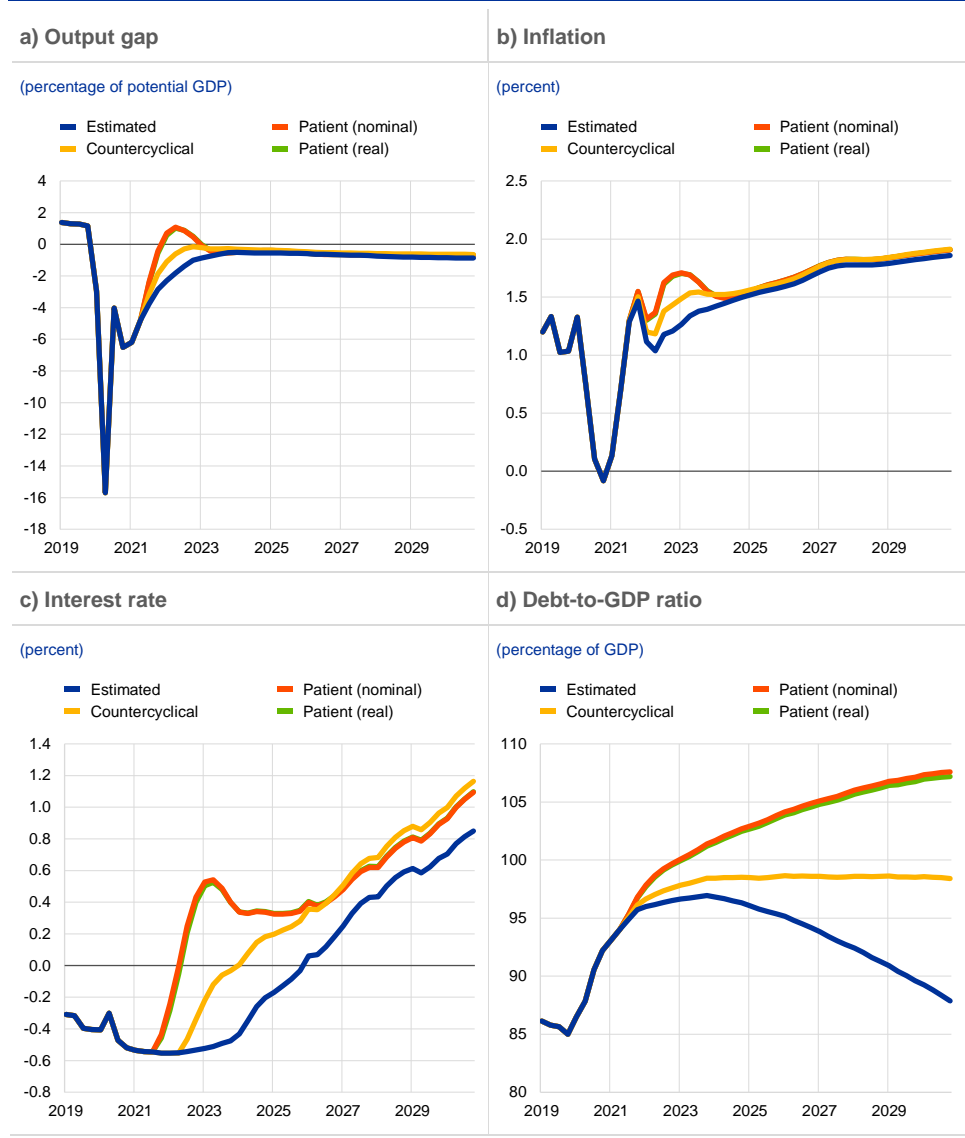 a) Output gap
(percentage of potential GDP)
Estimated
Patient (nominal)
Countercyclical
Patient (real)
4
2
0
-2
-4
-6
-8
-10
-12
-14
-16
-18
2019 2021 2023 2025 2027 2029
b) Inflation
(percent)
Estimated
Patient (nominal)
Countercyclical
Patient (real)
2.5
2.0
1.5
1.0
0.5
0.0
-0.5
2019 2021 2023 2025 2027 2029
c) Interest rate
(percent)
Estimated
Patient (nominal)
Countercyclical
Patient (real)
1.4
1.2
1.0
0.8
0.6
0.4
0.2
0.0
-0.2
-0.4
-0.6
-0.8
2019 2021 2023 2025 2027 2029
d) Debt-to-GDP ratio
(percentage of GDP)
Estimated
Patient (nominal)
Countercyclical
Patient (real)
110
105
100
95
90
85
80
2019 2021 2023 2025 2027 2029